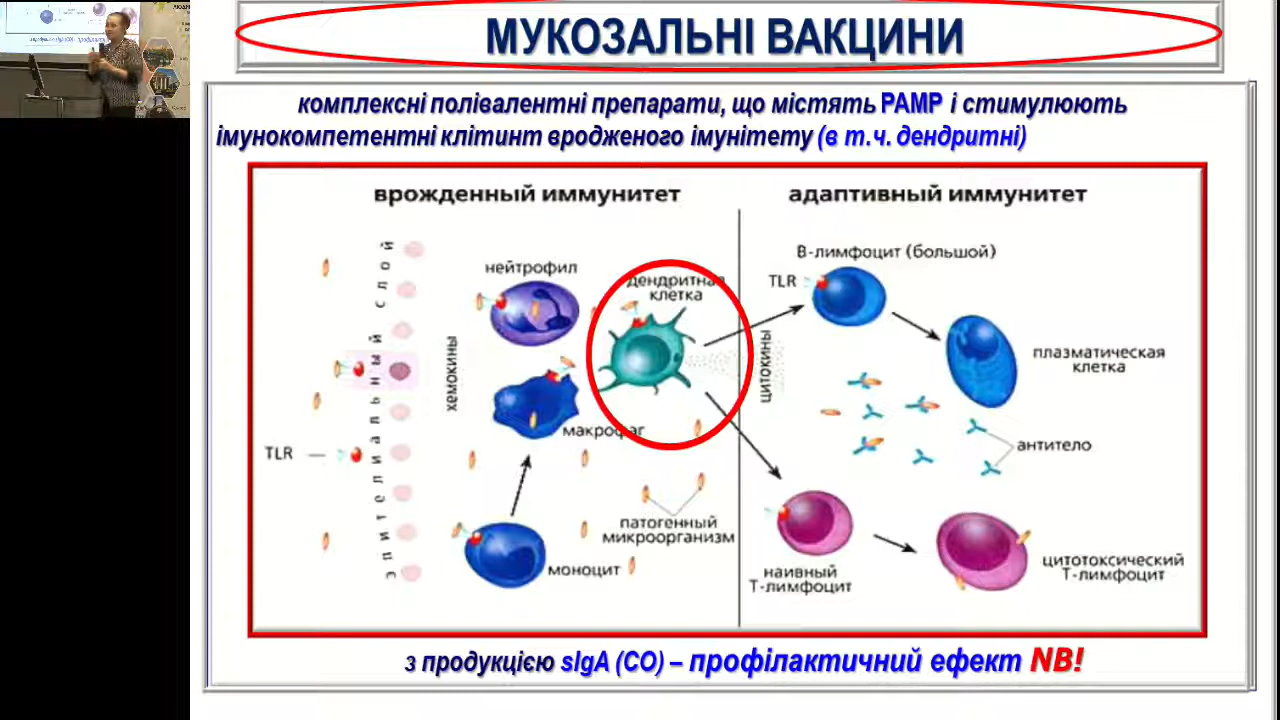 МУКОЗАЛЬНІ ВАКЦИНИ
комплексні полівалентні препарати, що містять PAMP і стимулюють
імунокомпетентні клітинт вродженого імунітету (в т.ч. дендритні)
врожденный иммунитет
адаптивный иммунитет
эпителиальный слой
TLR
хемокины
нейтрофил
дендритная
клетка
макрофаг
моноцит
патогенный
микроорганизм
цитокины
В-лимфоцит (большой)
TLR
плазматическая
клетка
антитело
наивный
Т-лимфоцит
цитотоксический
Т-лимфоцит
з продукцією sIgA (СО) – профілактичний ефект NB!